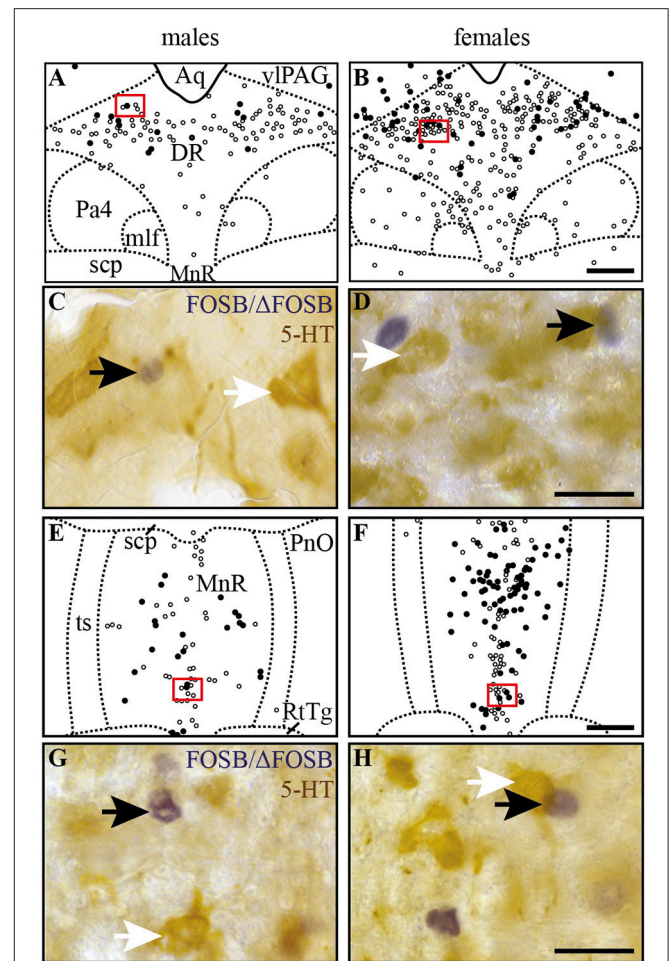 males females
A Aq vlPAG B
DR
Pa4
mlf
scp
MnR
C FOSB/ΔFOSB D
5-HT
E scp PnO F
MnR
ts
RtTg
G FOSB/ΔFOSB H
5-HT